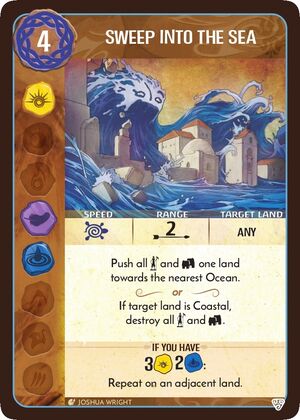 4
SWEEP INTO THE SEA
SPEED RANGE TARGET LAND
2 ANY
Push all and one land
towards the nearest Ocean.
or
If target land is Coastal,
destroy all and .
IF YOU HAVE
3 2 :
Repeat on an adjacent land.
JOSHUA WRIGHT